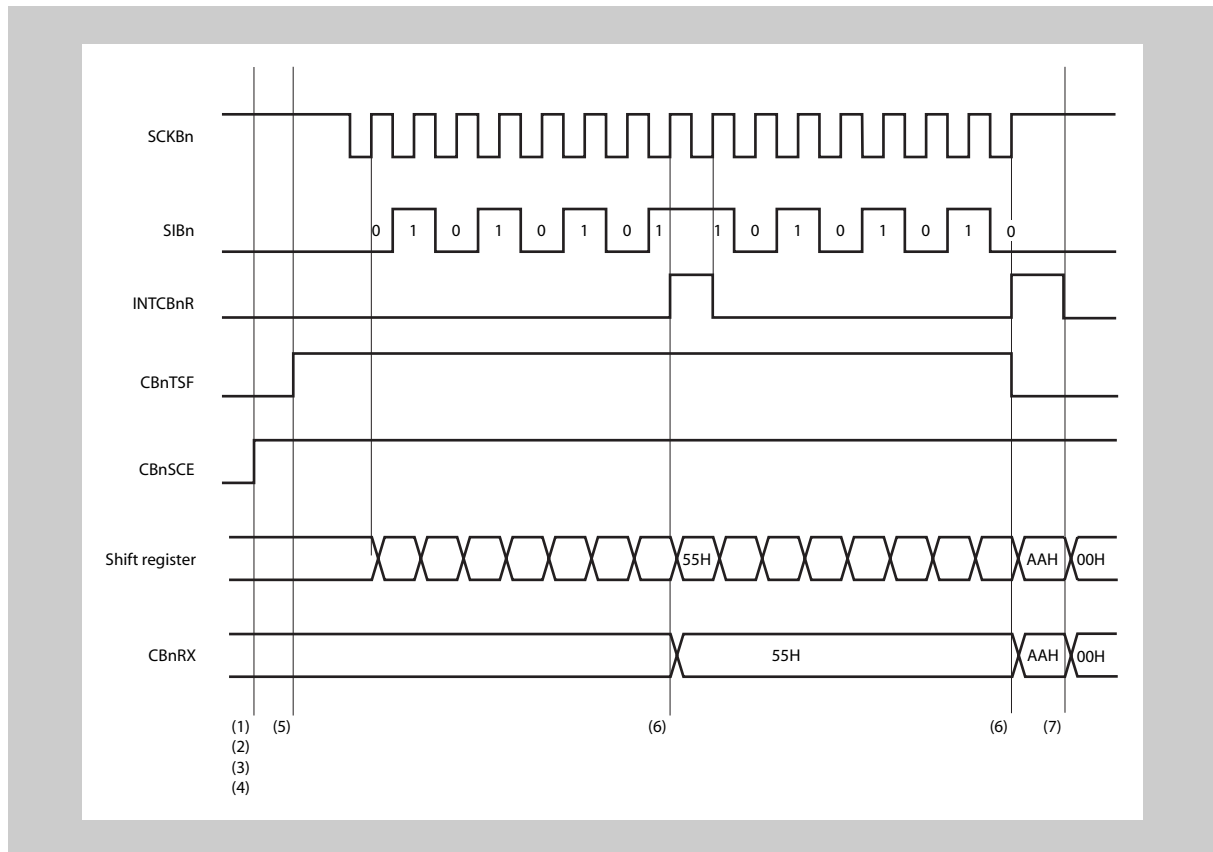 SCKBn
SIBn
0 1 0 1 0 1 0 1 1 0 1 0 1 0 1 0
INTCBnR
CBnTSF
CBnSCE
Shift register
55H AAH 00H
CBnRX
55H AAH 00H
(1) (5) (6) (6) (7)
(2)
(3)
(4)